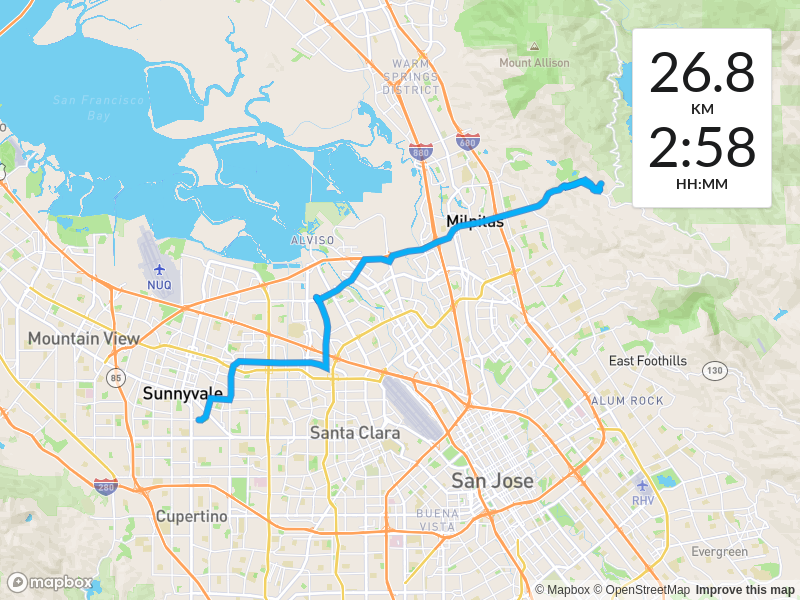 WARM
SPRINGS
DISTRICT
Mount Allison
26.8
KM
2:58
HH:MM
San Francisco
Bay
880
680
Milpitas
ALVISO
NUQ
Mountain View
85
East Foothills
130
Sunnyvale
ALUM ROCK
Santa Clara
San Jose
280
RHV
Cupertino
BUENA
VISTA
Evergreen
mapbox
© Mapbox © OpenStreetMap Improve this map